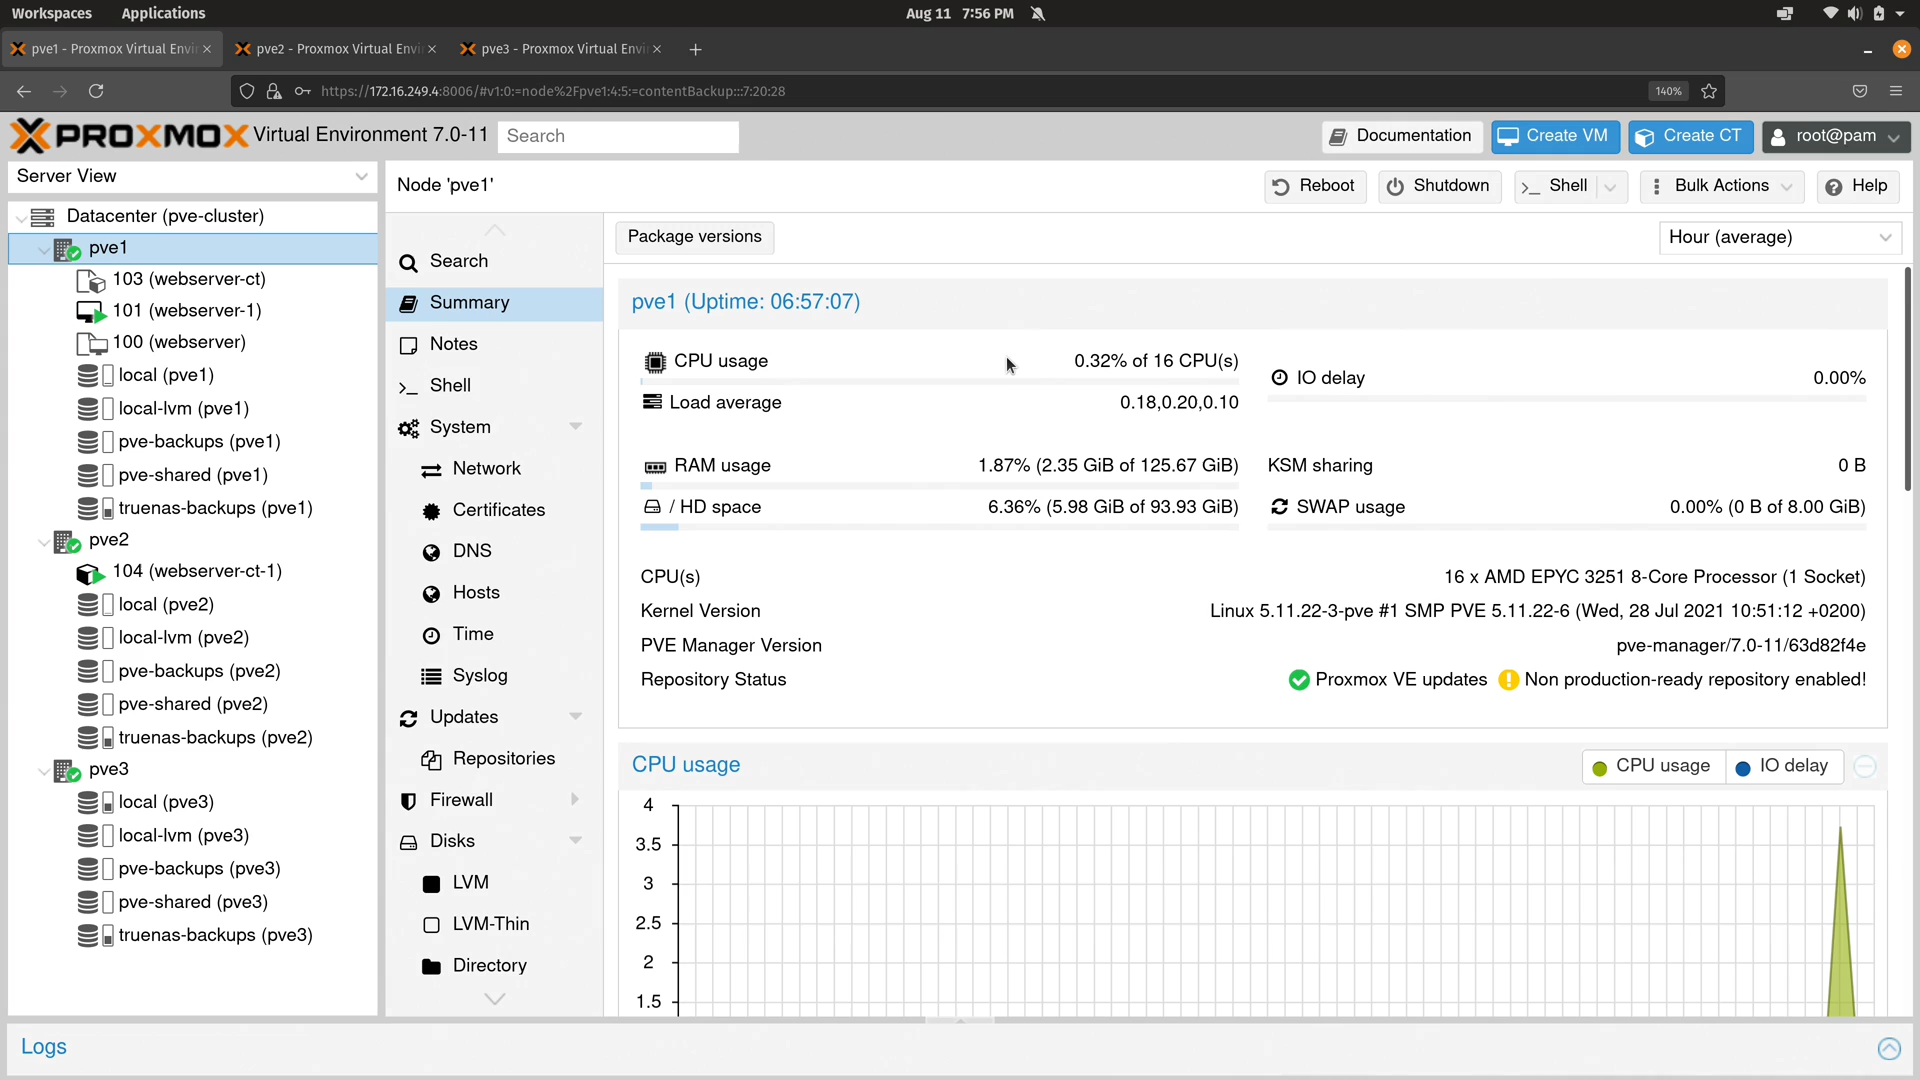 Workspaces Applications Aug 11 7:56 PM
pve1 - Proxmox Virtual Envi pve2 - Proxmox Virtual Envi pve3 - Proxmox Virtual Envi
https://172.16.249.4:8006/#v1:0:=node%2Fpve1:4:5:=contentBackup:::7:20:28 140%
PROXMOX Virtual Environment 7.0-11 Search Documentation Create VM Create CT root@pam
Server View
Node 'pve1' Reboot Shutdown Shell Bulk Actions Help
Datacenter (pve-cluster)
pve1
103 (webserver-ct)
101 (webserver-1)
100 (webserver)
local (pve1)
local-lvm (pve1)
pve-backups (pve1)
pve-shared (pve1)
truenas-backups (pve1)
pve2
104 (webserver-ct-1)
local (pve2)
local-lvm (pve2)
pve-backups (pve2)
pve-shared (pve2)
truenas-backups (pve2)
pve3
local (pve3)
local-lvm (pve3)
pve-backups (pve3)
pve-shared (pve3)
truenas-backups (pve3)
Search
Summary
Notes
Shell
System
Network
Certificates
DNS
Hosts
Time
Syslog
Updates
Repositories
Firewall
Disks
LVM
LVM-Thin
Directory
Package versions Hour (average)
pve1 (Uptime: 06:57:07)
CPU usage 0.32% of 16 CPU(s)
IO delay 0.00%
Load average 0.18,0.20,0.10
RAM usage 1.87% (2.35 GiB of 125.67 GiB) KSM sharing 0 B
/ HD space 6.36% (5.98 GiB of 93.93 GiB) SWAP usage 0.00% (0 B of 8.00 GiB)
CPU(s) 16 x AMD EPYC 3251 8-Core Processor (1 Socket)
Kernel Version Linux 5.11.22-3-pve #1 SMP PVE 5.11.22-6 (Wed, 28 Jul 2021 10:51:12 +0200)
PVE Manager Version pve-manager/7.0-11/63d82f4e
Repository Status Proxmox VE updates Non production-ready repository enabled!
CPU usage CPU usage IO delay
4
3.5
3
2.5
2
1.5
Logs